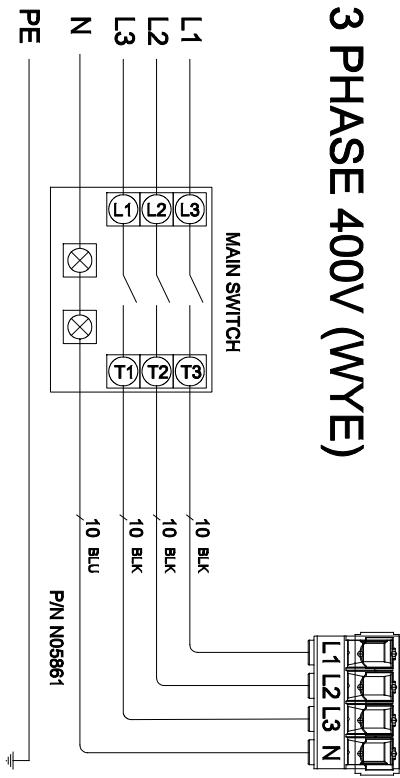 3 PHASE 400V (WYE)
L1
L2
L3
N
PE
MAIN SWITCH
L3
L2
L1
T3
T2
T1
10 BLK
10 BLK
10 BLK
10 BLU
P/N N05861
L1 L2 L3 N